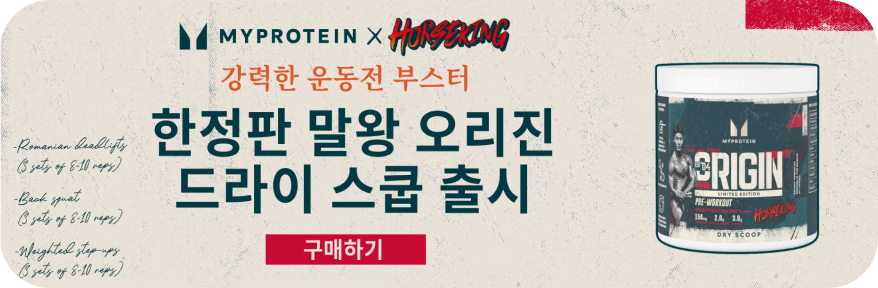 MYPROTEIN X HORSEKING
강력한 운동전 부스터
한정판 말왕 오리진
드라이 스쿱 출시
구매하기
-Romanian deadlifts
(3 sets of 8-10 reps)
-Back squat
(3 sets of 8-10 reps)
-Weighted step-ups
(3 sets of 8-10 reps)
MYPROTEIN
ORIGIN
LIMITED EDITION
PRE-WORKOUT
HORSEKING
DRY SCOOP